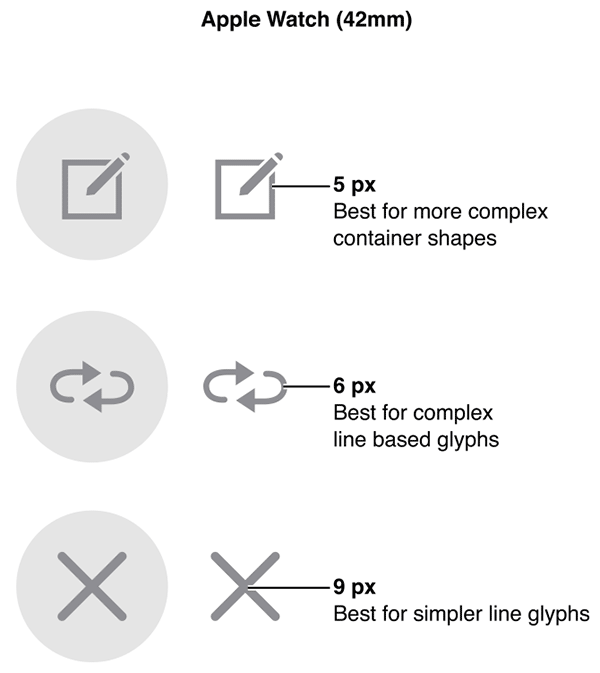 Apple Watch (42mm)
5 px
Best for more complex
container shapes
6 px
Best for complex
line based glyphs
9 px
Best for simpler line glyphs